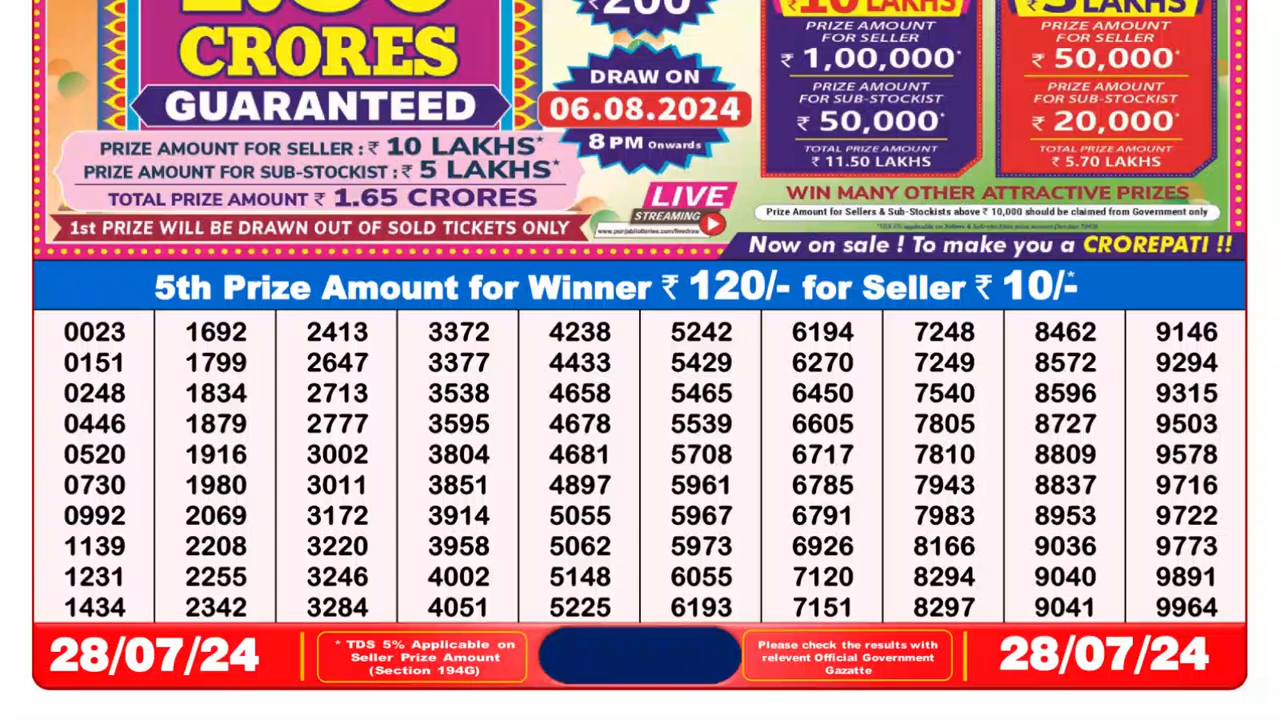 CRORES
GUARANTEED
PRIZE AMOUNT FOR SELLER : ₹ 10 LAKHS*
PRIZE AMOUNT FOR SUB-STOCKIST : ₹ 5 LAKHS*
TOTAL PRIZE AMOUNT ₹ 1.65 CRORES
1st PRIZE WILL BE DRAWN OUT OF SOLD TICKETS ONLY
₹200
DRAW ON
06.08.2024
8 PM Onwards
LIVE
STREAMING
www.punjablotteries.com/livedraw
₹10 LAKHS
PRIZE AMOUNT
FOR SELLER
₹ 1,00,000*
PRIZE AMOUNT
FOR SUB-STOCKIST
₹ 50,000*
TOTAL PRIZE AMOUNT
₹ 11.50 LAKHS
₹5 LAKHS
PRIZE AMOUNT
FOR SELLER
₹ 50,000*
PRIZE AMOUNT
FOR SUB-STOCKIST
₹ 20,000*
TOTAL PRIZE AMOUNT
₹ 5.70 LAKHS
WIN MANY OTHER ATTRACTIVE PRIZES
Prize Amount for Sellers & Sub-Stockists above ₹ 10,000 should be claimed from Government only
Now on sale ! To make you a CROREPATI !!
5th Prize Amount for Winner ₹ 120/- for Seller ₹ 10/-*
0023 1692 2413 3372 4238 5242 6194 7248 8462 9146
0151 1799 2647 3377 4433 5429 6270 7249 8572 9294
0248 1834 2713 3538 4658 5465 6450 7540 8596 9315
0446 1879 2777 3595 4678 5539 6605 7805 8727 9503
0520 1916 3002 3804 4681 5708 6717 7810 8809 9578
0730 1980 3011 3851 4897 5961 6785 7943 8837 9716
0992 2069 3172 3914 5055 5967 6791 7983 8953 9722
1139 2208 3220 3958 5062 5973 6926 8166 9036 9773
1231 2255 3246 4002 5148 6055 7120 8294 9040 9891
1434 2342 3284 4051 5225 6193 7151 8297 9041 9964
28/07/24
* TDS 5% Applicable on
Seller Prize Amount
(Section 194G)
Please check the results with
relevent Official Government
Gazatte
28/07/24